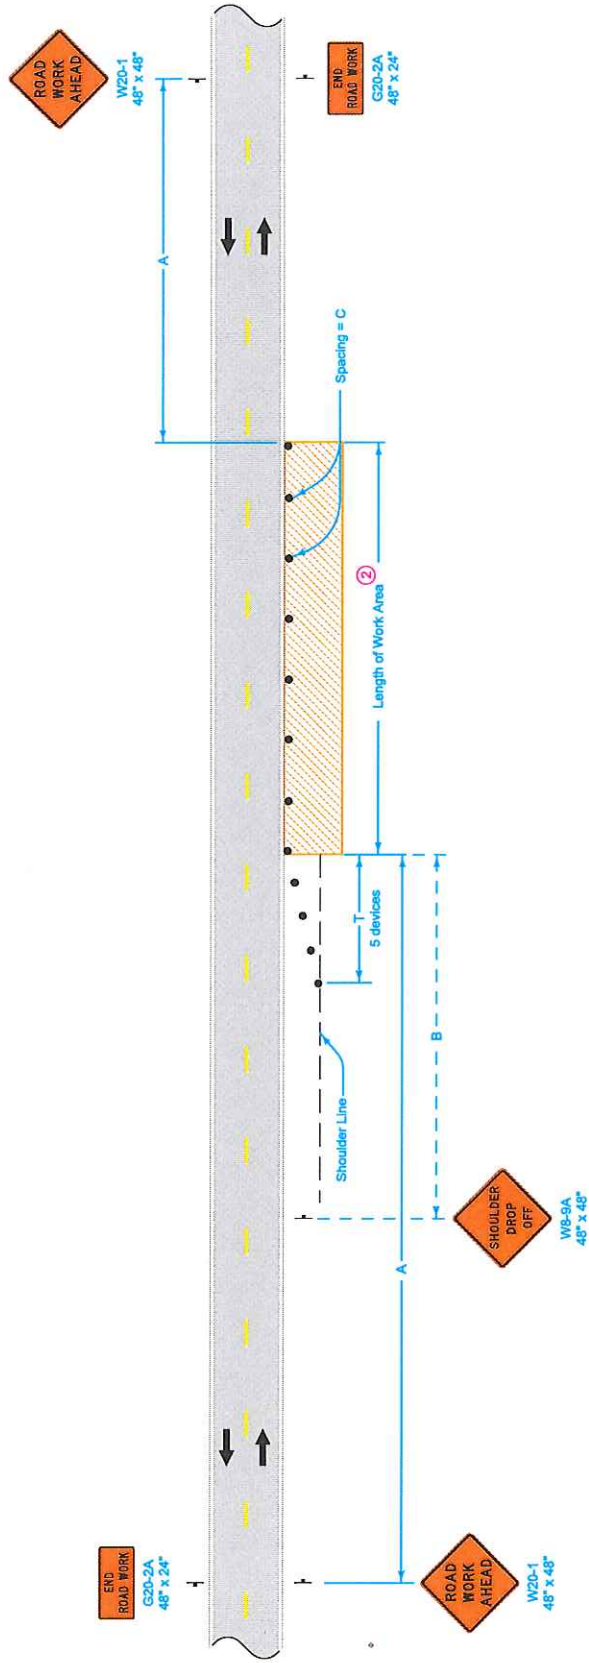 ROAD
WORK
AHEAD
W20-1
48" x 48"
END
ROAD WORK
G20-2A
48" x 24"
A
Spacing = C
②
Length of Work Area
T
5 devices
B
Shoulder Line
SHOULDER
DROP
OFF
W8-9A
48" x 48"
A
END
ROAD WORK
G20-2A
48" x 24"
ROAD
WORK
AHEAD
W20-1
48" x 48"